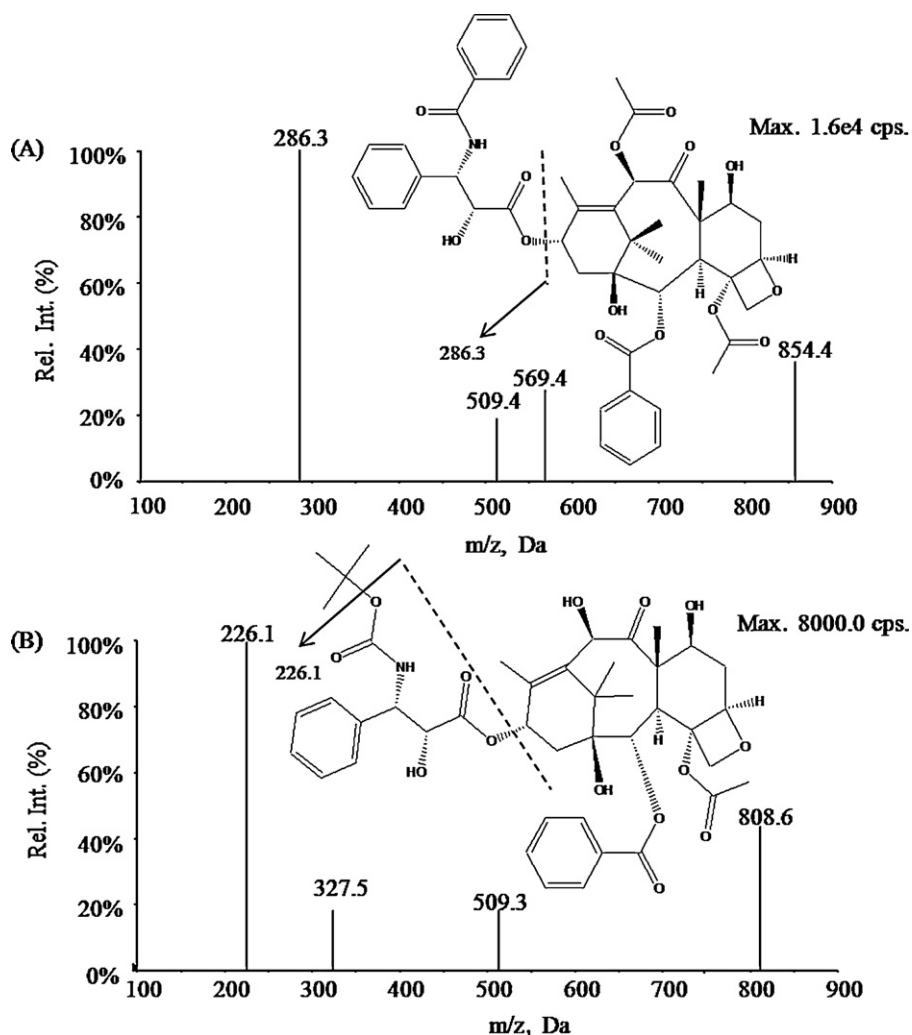 (A)
Max. 1.6e4 cps.
286.3
100%
80%
60%
40%
20%
0%
Rel. Int. (%)
O
NH
HO
O
O
O
O
O
OH
H
H
OH
O
O
O
O
O
286.3
509.4
569.4
854.4
100 200 300 400 500 600 700 800 900
m/z, Da
(B)
Max. 8000.0 cps.
226.1
100%
80%
60%
40%
20%
0%
Rel. Int. (%)
O
O
NH
226.1
HO
O
O
HO
O
OH
H
H
OH
O
O
O
O
O
327.5
509.3
808.6
100 200 300 400 500 600 700 800 900
m/z, Da